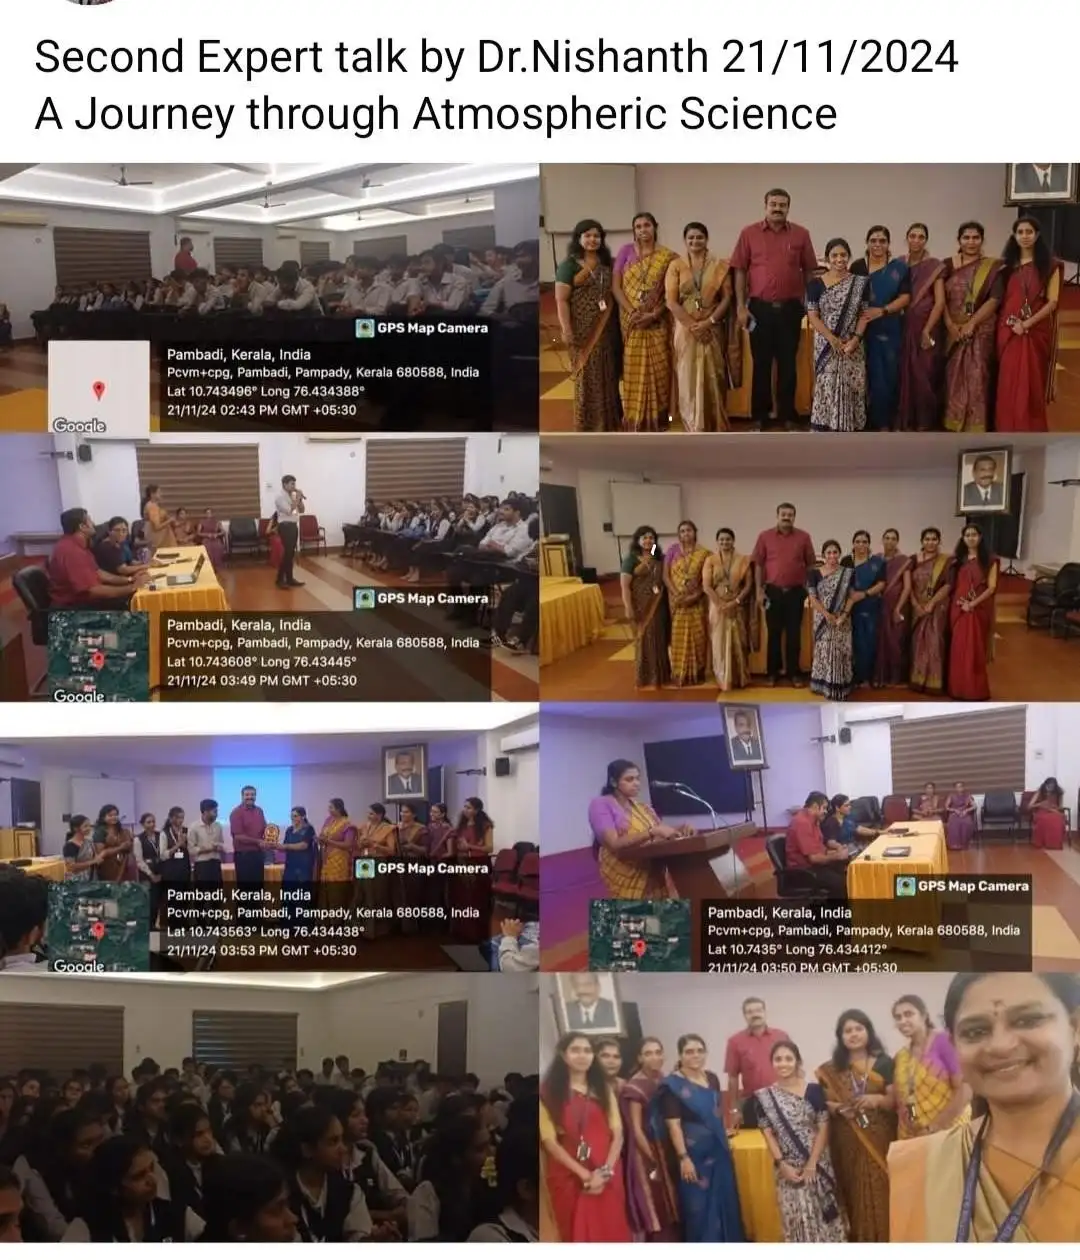 Second Expert talk by Dr.Nishanth 21/11/2024
A Journey through Atmospheric Science
GPS Map Camera
Pambadi, Kerala, India
Pcvm+cpg, Pambadi, Pampady, Kerala 680588, India
Lat 10.743496° Long 76.434388°
21/11/24 02:43 PM GMT +05:30
Google
GPS Map Camera
Pambadi, Kerala, India
Pcvm+cpg, Pambadi, Pampady, Kerala 680588, India
Lat 10.743608° Long 76.43445°
21/11/24 03:49 PM GMT +05:30
Google
GPS Map Camera
Pambadi, Kerala, India
Pcvm+cpg, Pambadi, Pampady, Kerala 680588, India
Lat 10.743563° Long 76.434438°
21/11/24 03:53 PM GMT +05:30
Google
GPS Map Camera
Pambadi, Kerala, India
Pcvm+cpg, Pambadi, Pampady, Kerala 680588, India
Lat 10.7435° Long 76.434412°
21/11/24 03:50 PM GMT +05:30